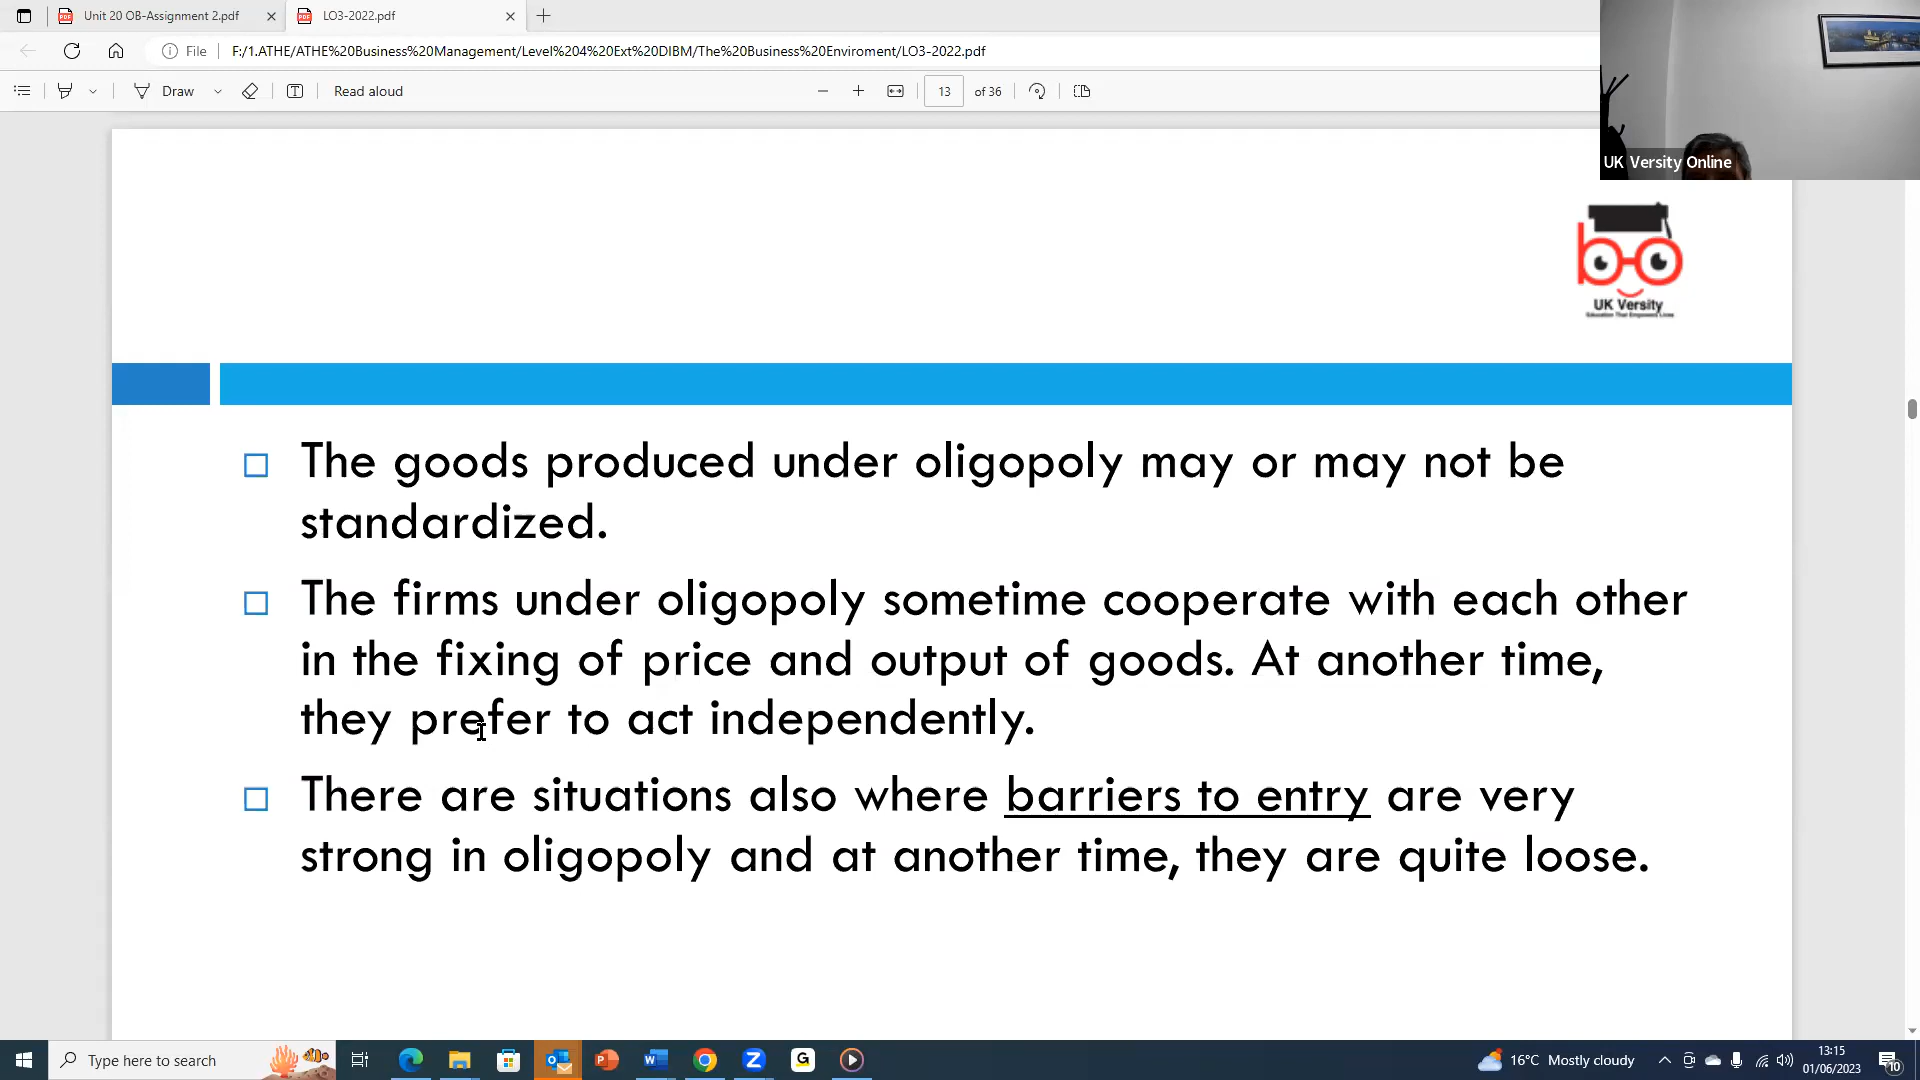 Unit 20 OB-Assignment 2.pdf
LO3-2022.pdf
File
F:/1.ATHE/ATHE%20Business%20Management/Level%204%20Ext%20DIBM/The%20Business%20Enviroment/LO3-2022.pdf
Draw
Read aloud
13
of 36
UK Versity Online
UK Versity
Education That Empowers Lives
The goods produced under oligopoly may or may not be
standardized.
The firms under oligopoly sometime cooperate with each other
in the fixing of price and output of goods. At another time,
they prefer to act independently.
There are situations also where barriers to entry are very
strong in oligopoly and at another time, they are quite loose.
Type here to search
16°C Mostly cloudy
13:15
01/06/2023
10